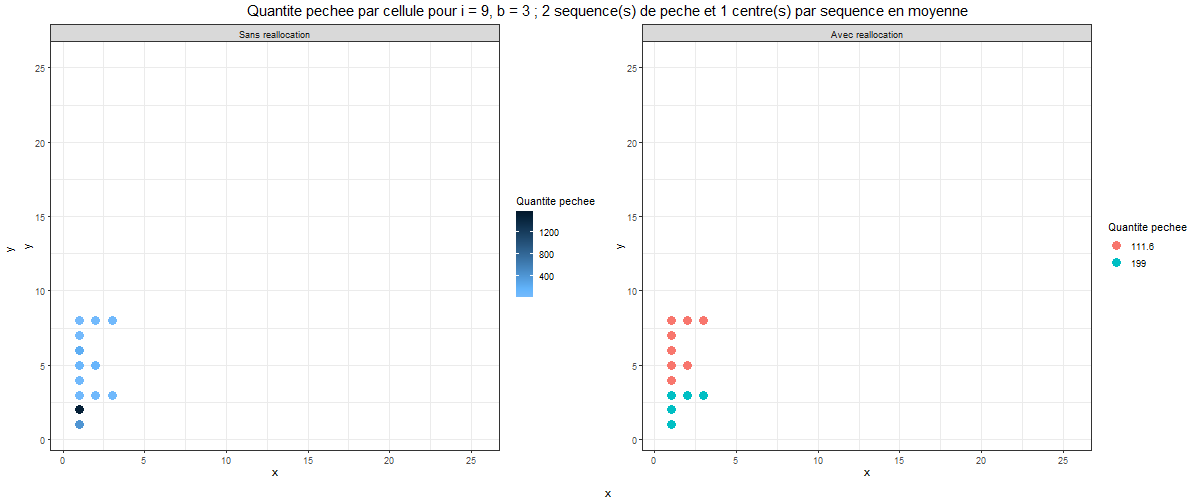 Quantite pechee par cellule pour i = 9, b = 3 ; 2 sequence(s) de peche et 1 centre(s) par sequence en moyenne
Sans reallocation
25
20
15
10
5
0
0 5 10 15 20 25
x
y
y
Quantite pechee
1200
800
400
Avec reallocation
25
20
15
10
5
0
0 5 10 15 20 25
x
y
Quantite pechee
111.6
199
x